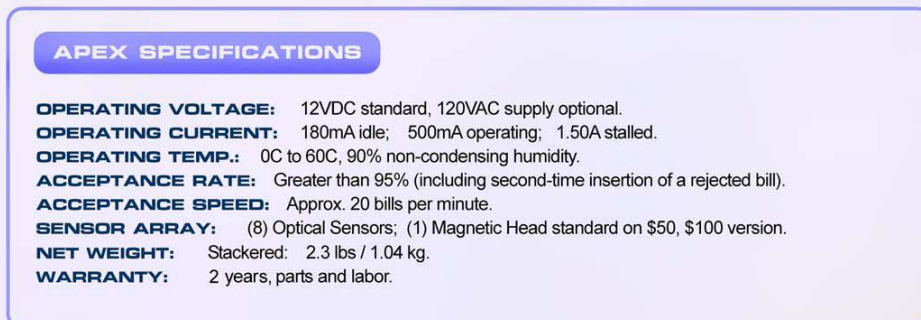 APEX SPECIFICATIONS
OPERATING VOLTAGE: 12VDC standard, 120VAC supply optional.
OPERATING CURRENT: 180mA idle; 500mA operating; 1.50A stalled.
OPERATING TEMP.: 0C to 60C, 90% non-condensing humidity.
ACCEPTANCE RATE: Greater than 95% (including second-time insertion of a rejected bill).
ACCEPTANCE SPEED: Approx. 20 bills per minute.
SENSOR ARRAY: (8) Optical Sensors; (1) Magnetic Head standard on $50, $100 version.
NET WEIGHT: Stackered: 2.3 lbs / 1.04 kg.
WARRANTY: 2 years, parts and labor.